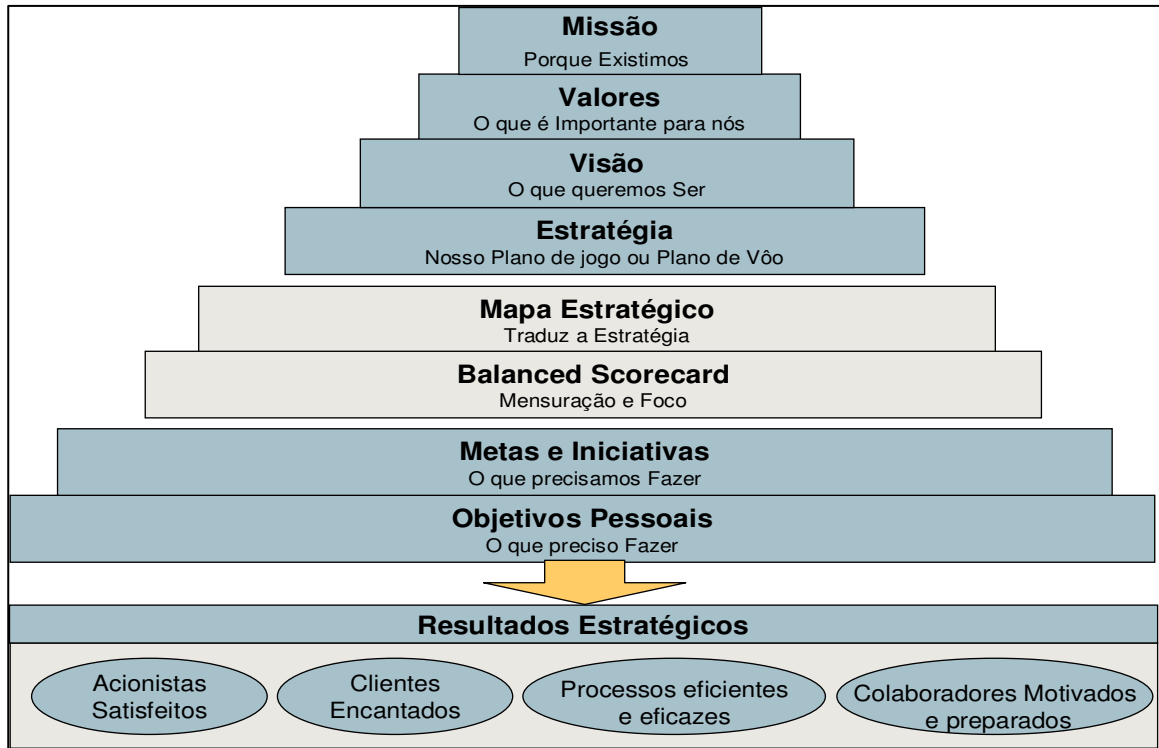 Missão
Porque Existimos
Valores
O que é Importante para nós
Visão
O que queremos Ser
Estratégia
Nosso Plano de jogo ou Plano de Vôo
Mapa Estratégico
Traduz a Estratégia
Balanced Scorecard
Mensuração e Foco
Metas e Iniciativas
O que precisamos Fazer
Objetivos Pessoais
O que preciso Fazer
Resultados Estratégicos
Acionistas
Satisfeitos
Clientes
Encantados
Processos eficientes
e eficazes
Colaboradores Motivados
e preparados